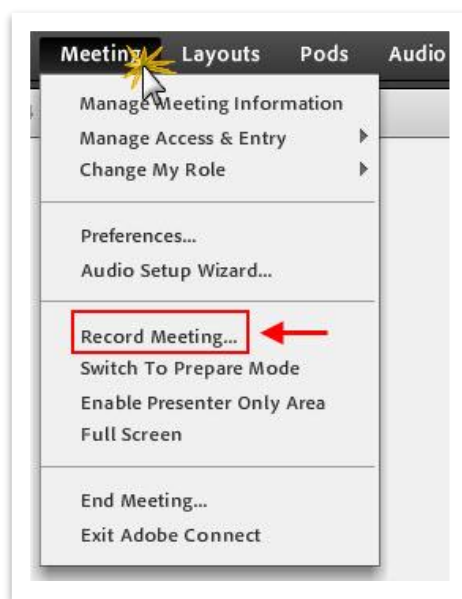 Meeting Layouts Pods Audio
Manage Meeting Information
Manage Access & Entry
Change My Role
Preferences...
Audio Setup Wizard...
Record Meeting...
Switch To Prepare Mode
Enable Presenter Only Area
Full Screen
End Meeting...
Exit Adobe Connect